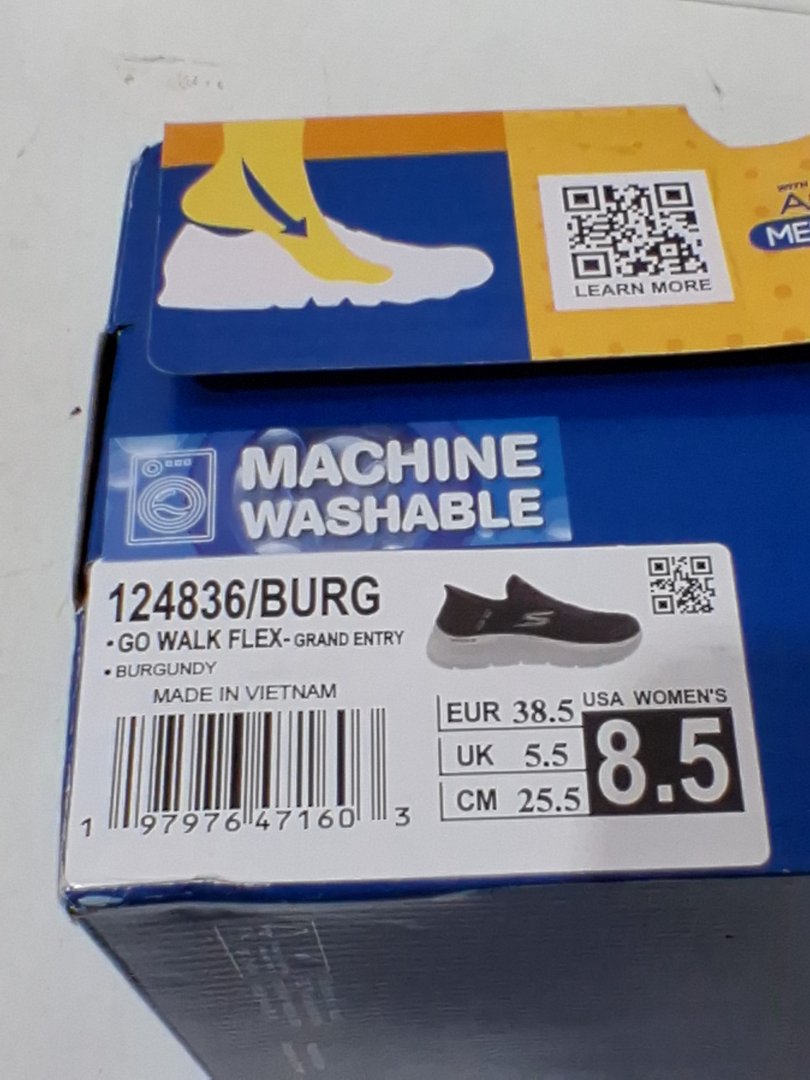 LEARN MORE
MACHINE
WASHABLE
124836/BURG
•GO WALK FLEX-GRAND ENTRY
•BURGUNDY
MADE IN VIETNAM
1 97976 47160 3
USA WOMEN'S
8.5
EUR 38.5
UK 5.5
CM 25.5